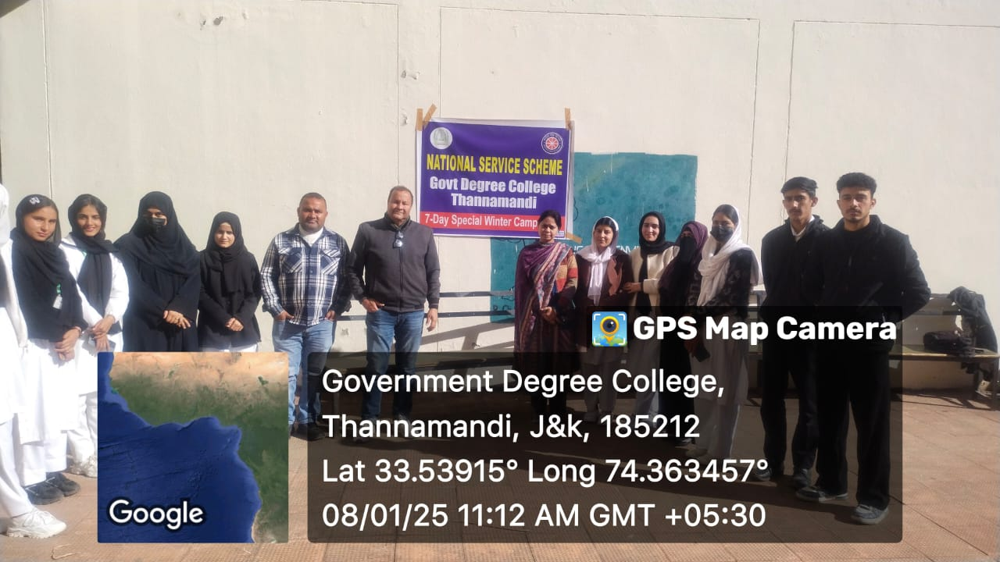 NATIONAL SERVICE SCHEME
Govt Degree College
Thannamandi
7-Day Special Winter Camp
GPS Map Camera
Government Degree College,
Thannamandi, J&k, 185212
Lat 33.53915° Long 74.363457°
08/01/25 11:12 AM GMT +05:30
Google